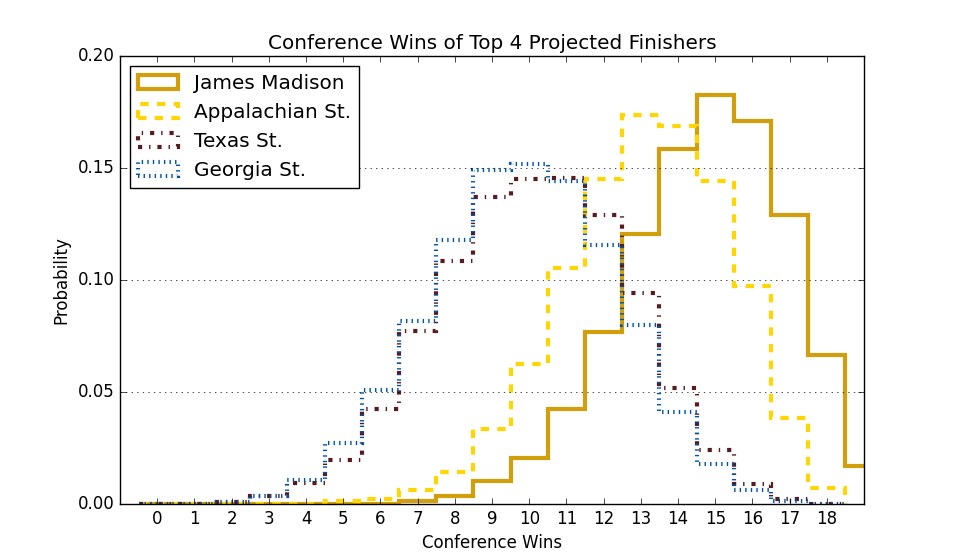 Conference Wins of Top 4 Projected Finishers
James Madison
Appalachian St.
Texas St.
Georgia St.
Probability
0.20
0.15
0.10
0.05
0.00
0 1 2 3 4 5 6 7 8 9 10 11 12 13 14 15 16 17 18
Conference Wins